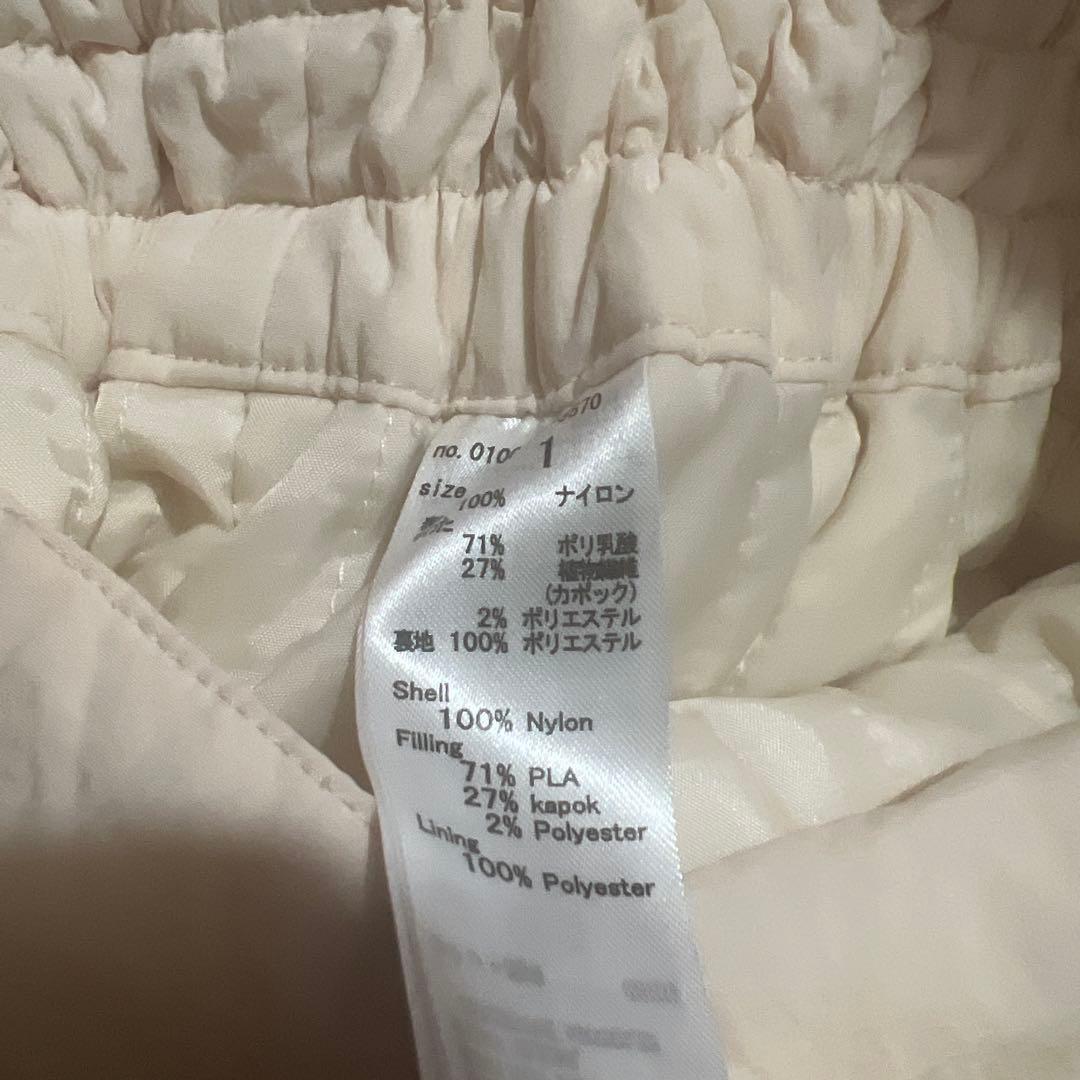 no. 010
size 1
100% ナイロン
71% ポリ乳酸
27% 植物繊維
(カポック)
2% ポリエステル
裏地 100% ポリエステル
Shell
100% Nylon
Filling
71% PLA
27% kapok
2% Polyester
Lining
100% Polyester